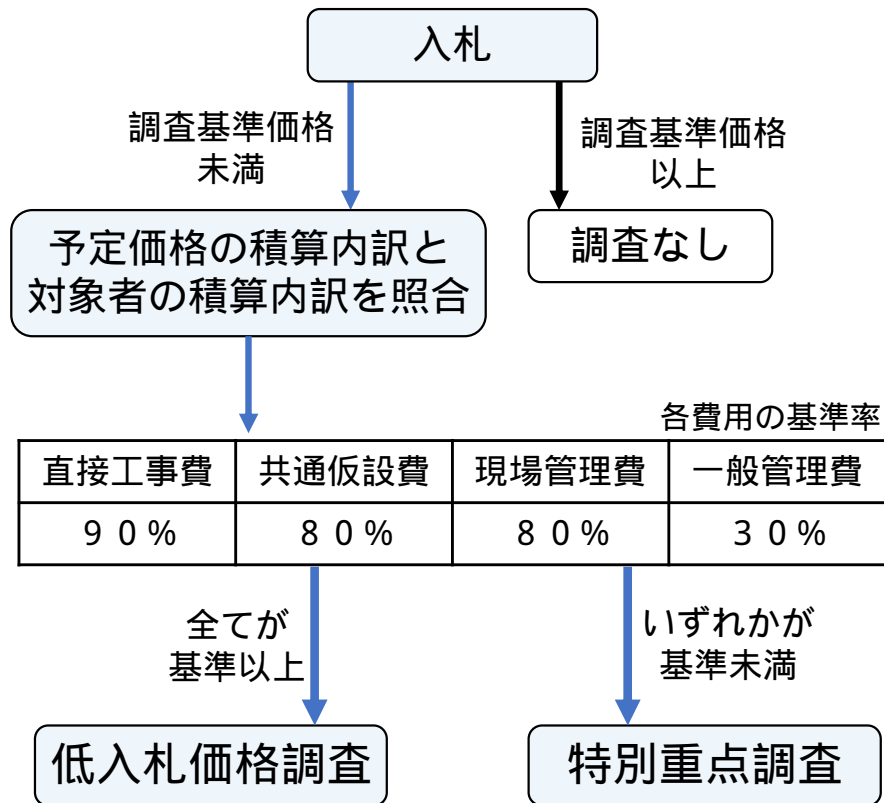 入札
調査基準価格
未満
調査基準価格
以上
予定価格の積算内訳と
対象者の積算内訳を照合
調査なし
各費用の基準率
直接工事費 共通仮設費 現場管理費 一般管理費
９０% ８０% ８０% ３０%
全てが
基準以上
いずれかが
基準未満
低入札価格調査
特別重点調査